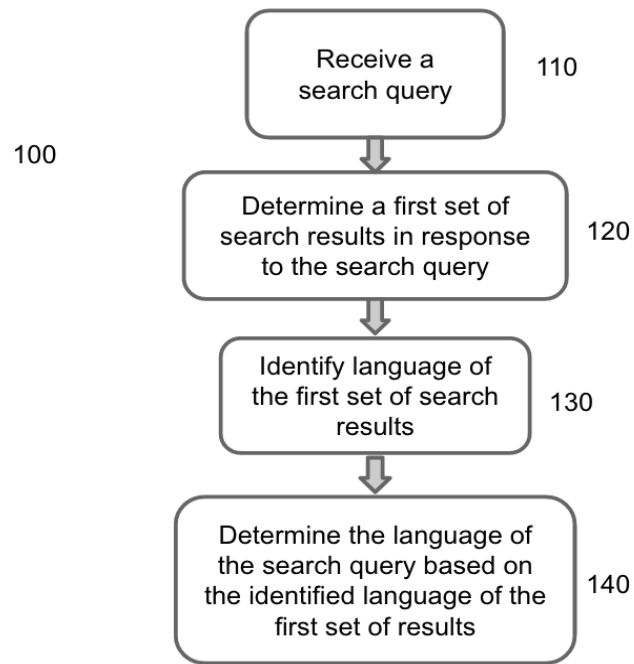 Receive a
search query
110
100
Determine a first set of
search results in response
to the search query
120
Identify language of
the first set of search
results
130
Determine the language of
the search query based on
the identified language of the
first set of results
140